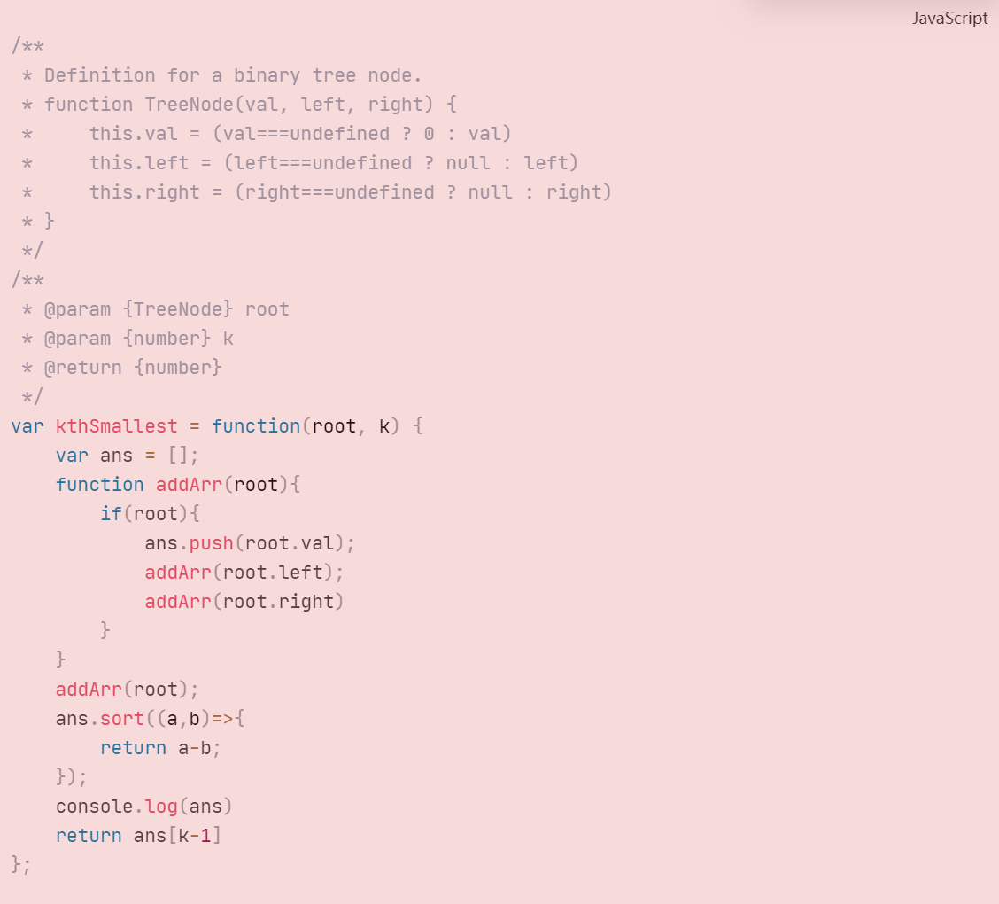 JavaScript
/**
 * Definition for a binary tree node.
 * function TreeNode(val, left, right) {
 *     this.val = (val===undefined ? 0 : val)
 *     this.left = (left===undefined ? null : left)
 *     this.right = (right===undefined ? null : right)
 * }
 */
/**
 * @param {TreeNode} root
 * @param {number} k
 * @return {number}
 */
var kthSmallest = function(root, k) {
    var ans = [];
    function addArr(root){
        if(root){
            ans.push(root.val);
            addArr(root.left);
            addArr(root.right)
        }
    }
    addArr(root);
    ans.sort((a,b)=>{
        return a-b;
    });
    console.log(ans)
    return ans[k-1]
};